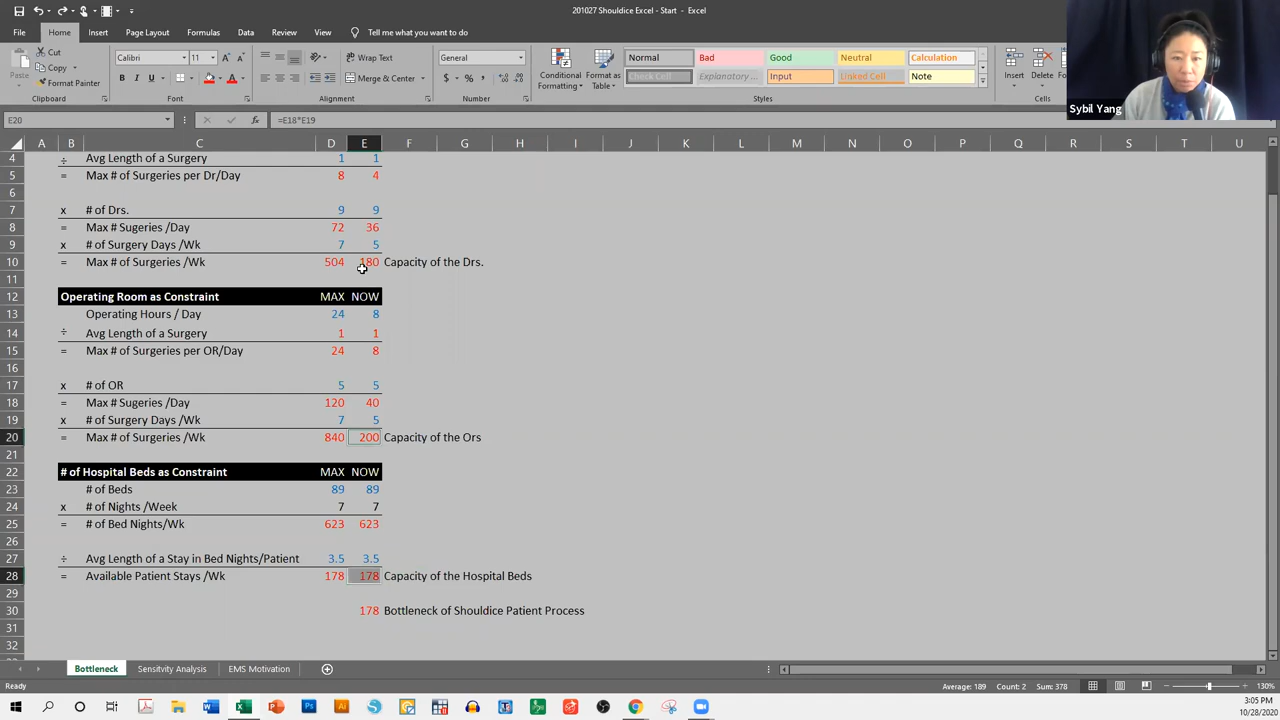 201027 Shouldice Excel - Start - Excel
File Home Insert Page Layout Formulas Data Review View Tell me what you want to do
Cut
Copy
Format Painter
Paste
Clipboard
Calibri 11
B I U
Font
Wrap Text
Merge & Center
Alignment
General
$ % ,
Number
Conditional Formatting
Format as Table
Normal Bad Good Neutral Calculation
Check Cell Explanatory ... Input Linked Cell Note
Styles
Insert Delete
Cells
Sybil Yang
E20 fx =E18*E19
A B C D E F G H I J K L M N O P Q R S T U
4 ÷ Avg Length of a Surgery 1 1
5 = Max # of Surgeries per Dr/Day 8 4
6
7 x # of Drs. 9 9
8 = Max # Sugeries /Day 72 36
9 x # of Surgery Days /Wk 7 5
10 = Max # of Surgeries /Wk 504 180 Capacity of the Drs.
11
12 Operating Room as Constraint MAX NOW
13 Operating Hours / Day 24 8
14 ÷ Avg Length of a Surgery 1 1
15 = Max # of Surgeries per OR/Day 24 8
16
17 x # of OR 5 5
18 = Max # Sugeries /Day 120 40
19 x # of Surgery Days /Wk 7 5
20 = Max # of Surgeries /Wk 840 200 Capacity of the Ors
21
22 # of Hospital Beds as Constraint MAX NOW
23 # of Beds 89 89
24 x # of Nights /Week 7 7
25 = # of Bed Nights/Wk 623 623
26
27 ÷ Avg Length of a Stay in Bed Nights/Patient 3.5 3.5
28 = Available Patient Stays /Wk 178 178 Capacity of the Hospital Beds
29
30 178 Bottleneck of Shouldice Patient Process
31
32
Bottleneck Sensitvity Analysis EMS Motivation
Ready Average: 189 Count: 2 Sum: 378 130%
3:05 PM
10/28/2020